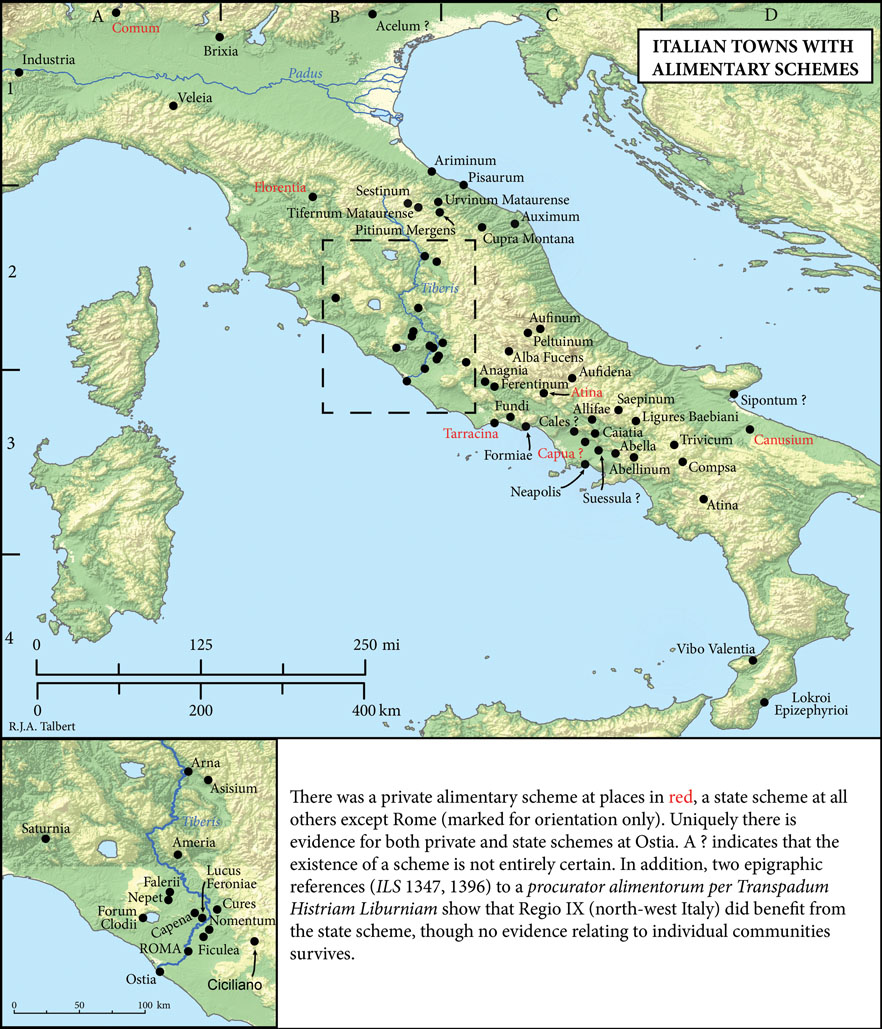 A
B
C
D
ITALIAN TOWNS WITH
ALIMENTARY SCHEMES
Comum
Acelum ?
Brixia
Industria
Padus
1
Veleia
Ariminum
Pisaurum
Florentia
Sestinum
Urvinum Mataurense
Tifernum Mataurense
Auximum
Pitinum Mergens
Cupra Montana
2
Tiberis
Aufinum
Peltuinum
Alba Fucens
Anagnia
Aufidena
Ferentinum
Atina
Saepinum
Sipontum ?
Fundi
Allifae
Ligures Baebiani
Cales ?
Tarracina
Caiatia
Trivicum
Canusium
3
Formiae
Capua ?
Abella
Abellinum
Compsa
Neapolis
Suessula ?
Atina
4
0
125
250 mi
Vibo Valentia
0
200
400 km
Lokroi
Epizephyrioi
R.J.A. Talbert
Arna
Asisium
Tiberis
Saturnia
Ameria
Lucus
Feroniae
Falerii
Nepet
Cures
Forum
Clodii
Capena
Nomentum
ROMA
Ficulea
Ostia
Ciciliano
0
50
100 km
There was a private alimentary scheme at places in red, a state scheme at all
others except Rome (marked for orientation only). Uniquely there is
evidence for both private and state schemes at Ostia. A ? indicates that the
existence of a scheme is not entirely certain. In addition, two epigraphic
references (ILS 1347, 1396) to a procurator alimentorum per Transpadum
Histriam Liburniam show that Regio IX (north-west Italy) did benefit from
the state scheme, though no evidence relating to individual communities
survives.